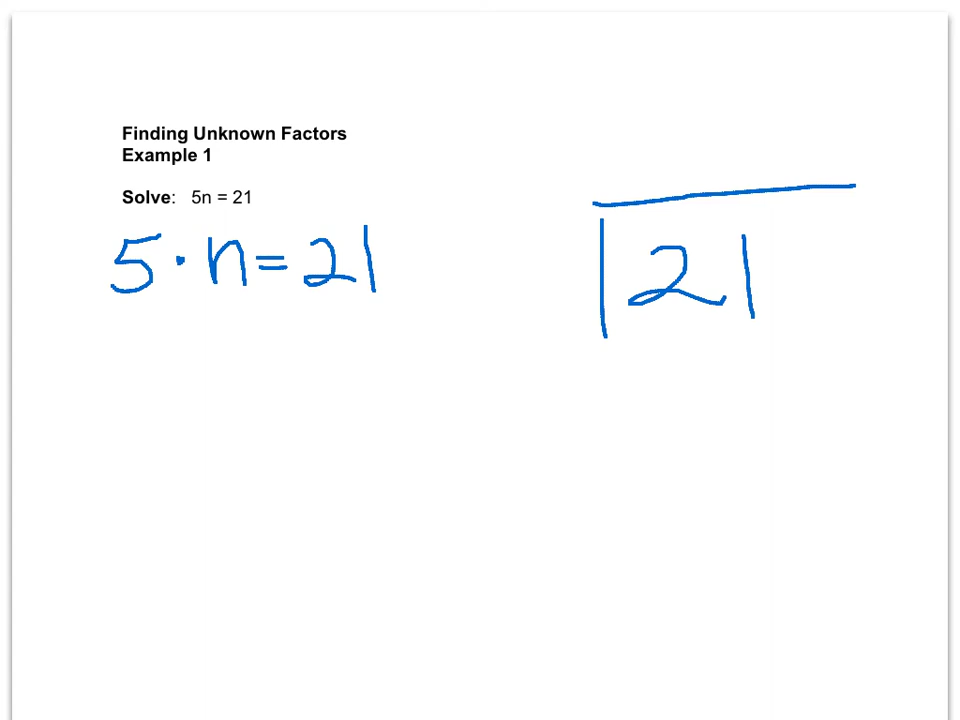 Finding Unknown Factors
Example 1
Solve: 5n = 21
5 · n = 21
21